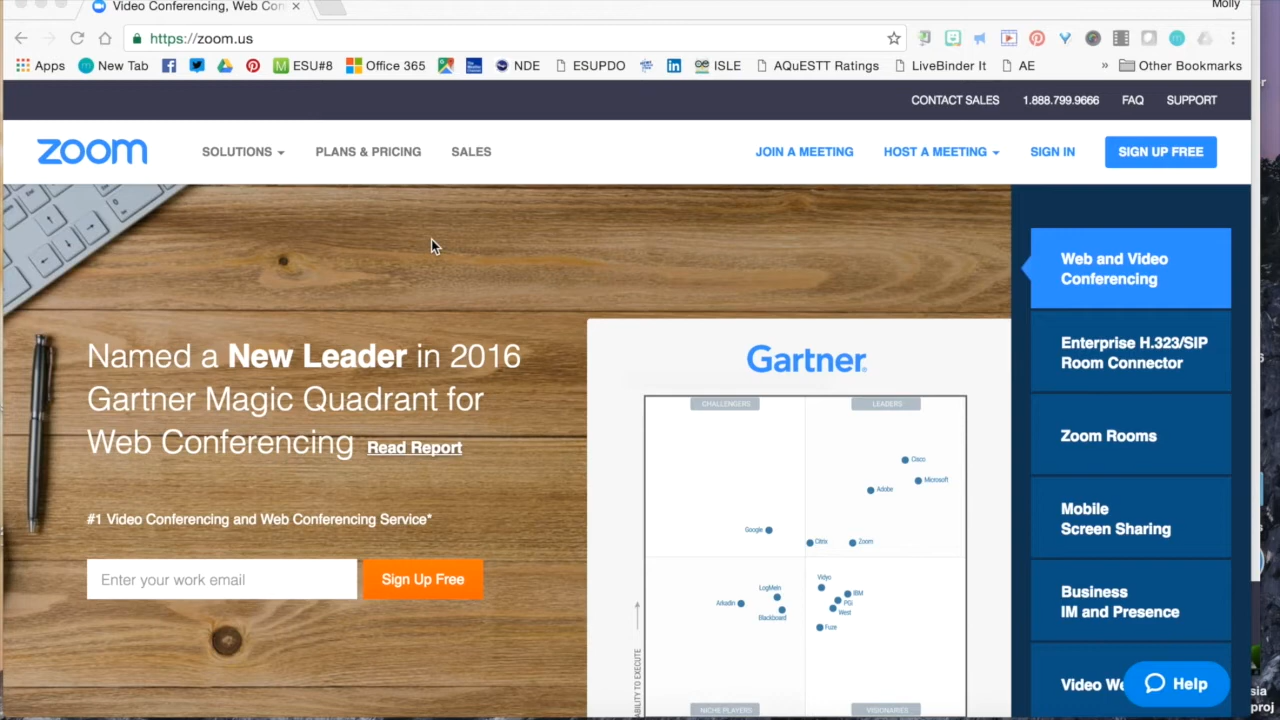 Video Conferencing, Web Con
Molly
https://zoom.us
Apps New Tab ESU#8 Office 365 NDE ESUPDO ISLE AQuESTT Ratings LiveBinder It AE » Other Bookmarks
CONTACT SALES 1.888.799.9666 FAQ SUPPORT
zoom SOLUTIONS PLANS & PRICING SALES JOIN A MEETING HOST A MEETING SIGN IN SIGN UP FREE
Named a New Leader in 2016
Gartner Magic Quadrant for
Web Conferencing Read Report
#1 Video Conferencing and Web Conferencing Service*
Enter your work email Sign Up Free
Gartner.
CHALLENGERS LEADERS
Cisco
Microsoft
Adobe
Google
Citrix Zoom
Vidyo
LogMeIn IBM
Arkadin PGi
West
Blackboard
Fuze
ABILITY TO EXECUTE
NICHE PLAYERS VISIONARIES
Web and Video
Conferencing
Enterprise H.323/SIP
Room Connector
Zoom Rooms
Mobile
Screen Sharing
Business
IM and Presence
Video We
Help
sia
proj